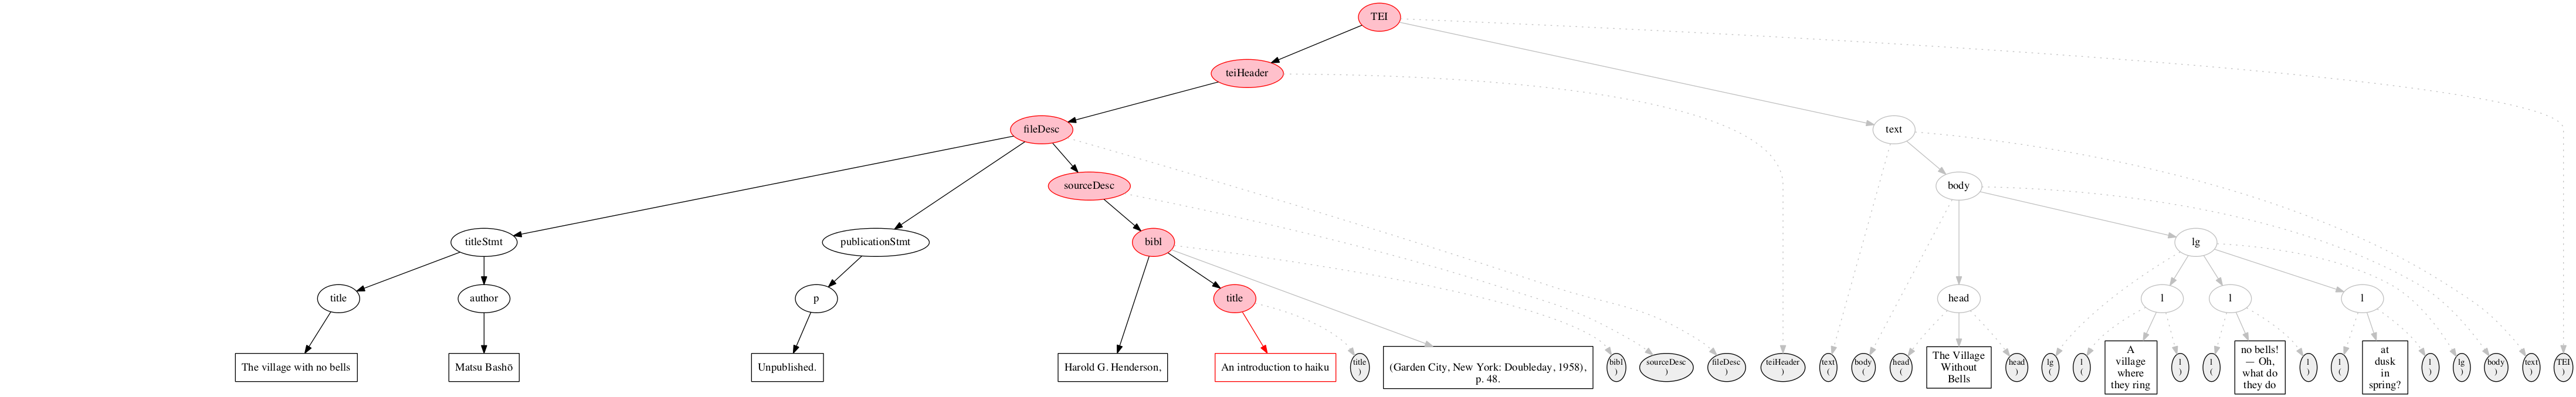 TEI
teiHeader
fileDesc
text
sourceDesc
body
titleStmt
publicationStmt
bibl
lg
title
author
p
title
head
l
l
l
The village with no bells
Matsu Bashō
Unpublished.
Harold G. Henderson,
An introduction to haiku
title
)
(Garden City, New York: Doubleday, 1958),
p. 48.
bibl
)
sourceDesc
)
fileDesc
)
teiHeader
)
text
(
body
(
head
(
The Village
Without
Bells
head
)
lg
(
l
(
A
village
where
they ring
l
)
l
(
no bells!
— Oh,
what do
they do
l
)
l
(
at
dusk
in
spring?
l
)
lg
)
body
)
text
)
TEI
)